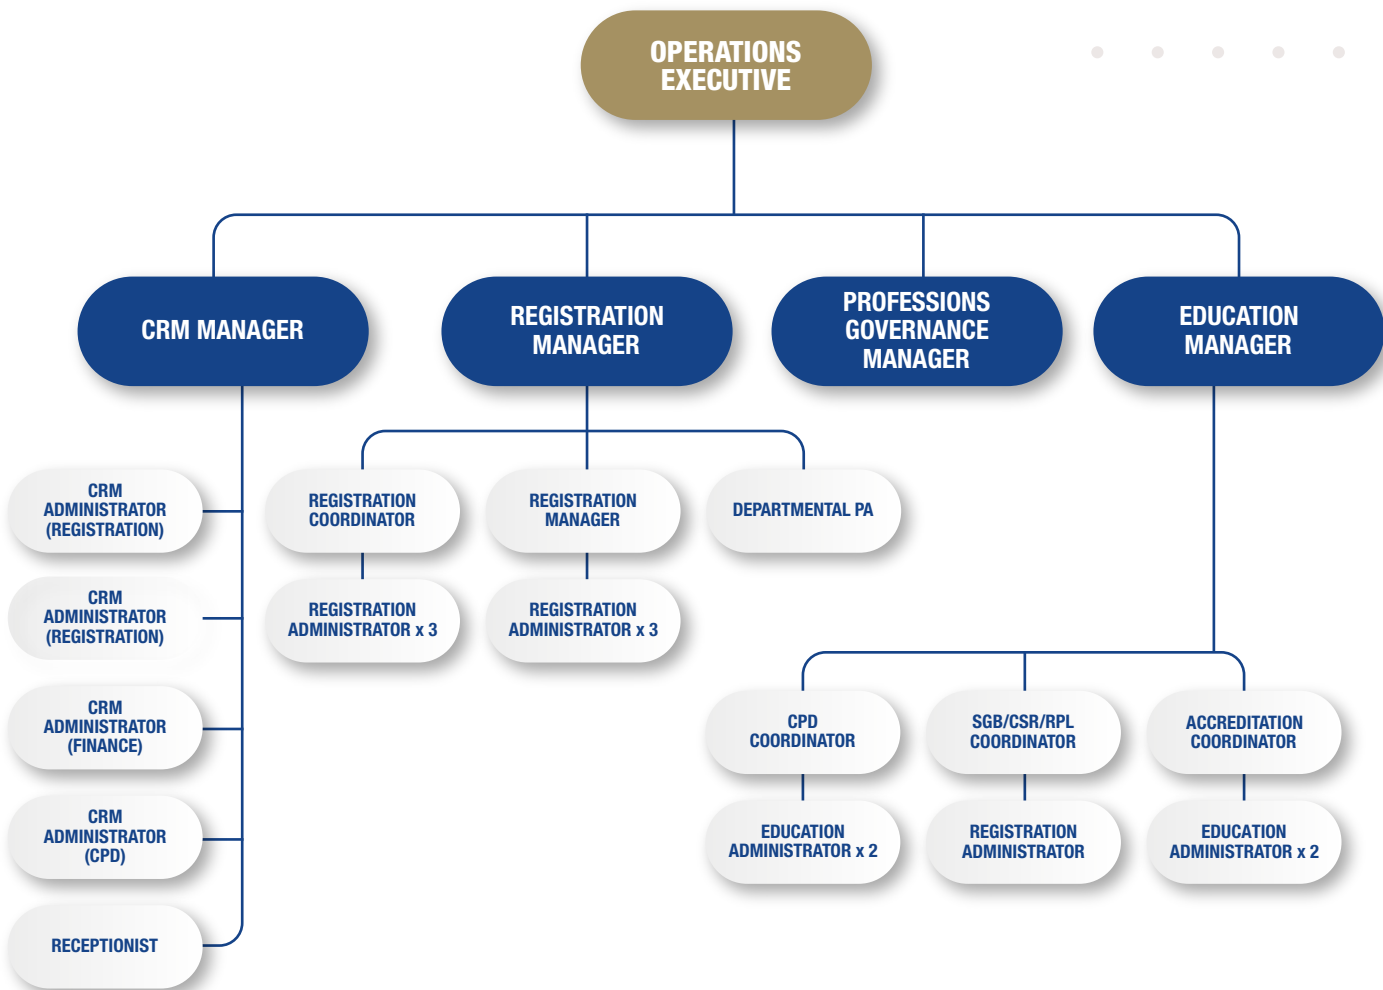 OPERATIONS
EXECUTIVE
CRM MANAGER
REGISTRATION
MANAGER
PROFESSIONS
GOVERNANCE
MANAGER
EDUCATION
MANAGER
CRM
ADMINISTRATOR
(REGISTRATION)
REGISTRATION
COORDINATOR
REGISTRATION
MANAGER
DEPARTMENTAL PA
CRM
ADMINISTRATOR
(REGISTRATION)
REGISTRATION
ADMINISTRATOR x 3
REGISTRATION
ADMINISTRATOR x 3
CRM
ADMINISTRATOR
(FINANCE)
CPD
COORDINATOR
SGB/CSR/RPL
COORDINATOR
ACCREDITATION
COORDINATOR
CRM
ADMINISTRATOR
(CPD)
EDUCATION
ADMINISTRATOR x 2
REGISTRATION
ADMINISTRATOR
EDUCATION
ADMINISTRATOR x 2
RECEPTIONIST